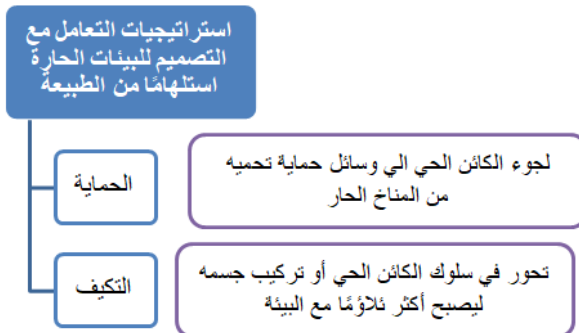 استراتيجيات التعامل مع
التصميم للبيئات الحارة
استلهامًا من الطبيعة
الحماية
لجوء الكائن الحي الي وسائل حماية تحميه
من المناخ الحار
التكيف
تحور في سلوك الكائن الحي أو تركيب جسمه
ليصبح أكثر ئلاؤمًا مع البيئة